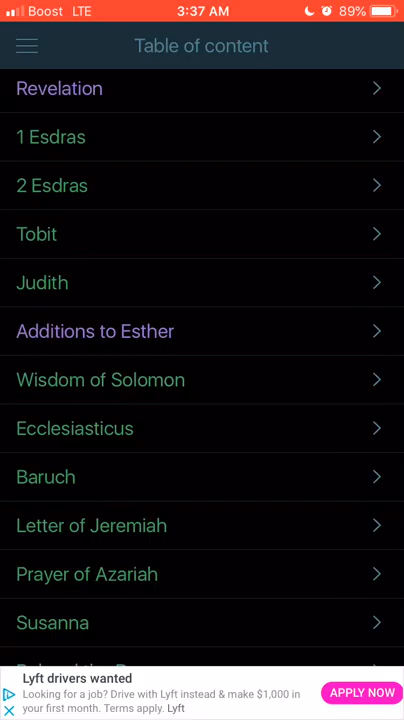 Boost LTE 3:37 AM 89%
Table of content
Revelation
1 Esdras
2 Esdras
Tobit
Judith
Additions to Esther
Wisdom of Solomon
Ecclesiasticus
Baruch
Letter of Jeremiah
Prayer of Azariah
Susanna
Lyft drivers wanted
Looking for a job? Drive with Lyft instead & make $1,000 in
your first month. Terms apply. Lyft
APPLY NOW